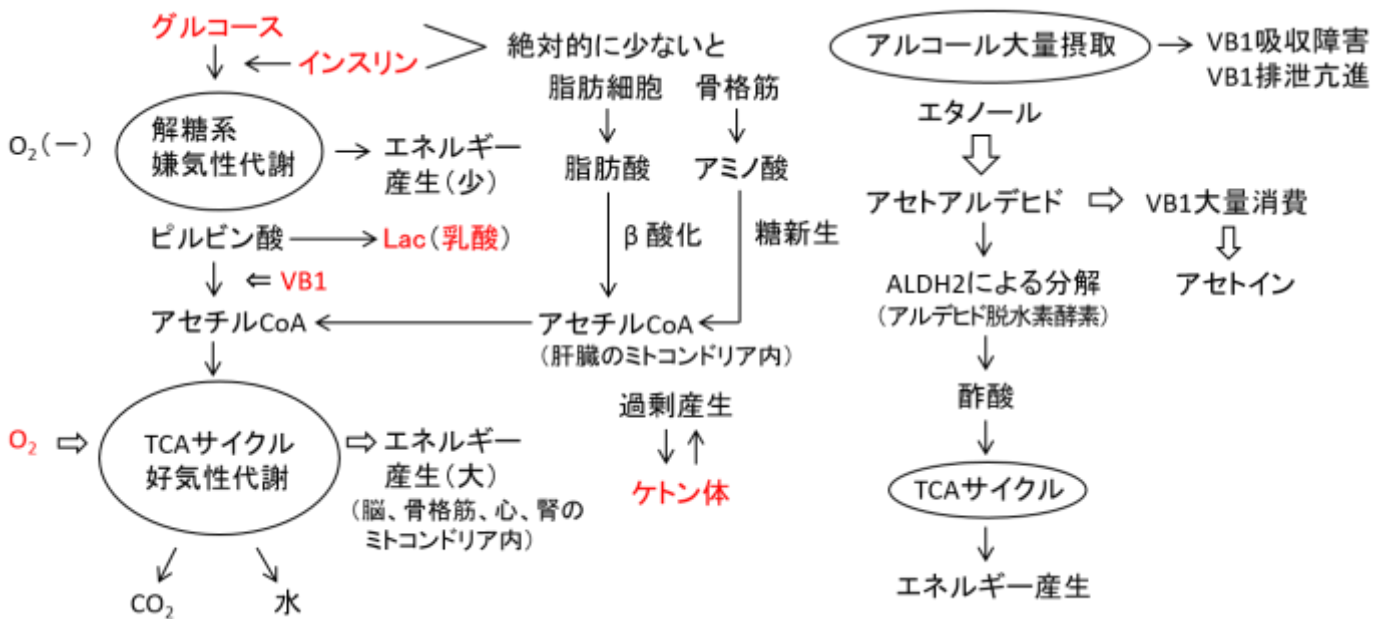 グルコース
インスリン
絶対的に少ないと
脂肪細胞
骨格筋
O₂(ー)
解糖系
嫌気性代謝
エネルギー
産生(少)
脂肪酸
アミノ酸
ピルビン酸
Lac(乳酸)
β酸化
糖新生
⇐ VB1
アセチルCoA
アセチルCoA
(肝臓のミトコンドリア内)
過剰産生
ケトン体
O₂
TCAサイクル
好気性代謝
エネルギー
産生(大)
(脳、骨格筋、心、腎の
ミトコンドリア内)
CO₂
水
アルコール大量摂取
VB1吸収障害
VB1排泄亢進
エタノール
アセトアルデヒド
VB1大量消費
アセトイン
ALDH2による分解
(アルデヒド脱水素酵素)
酢酸
TCAサイクル
エネルギー産生